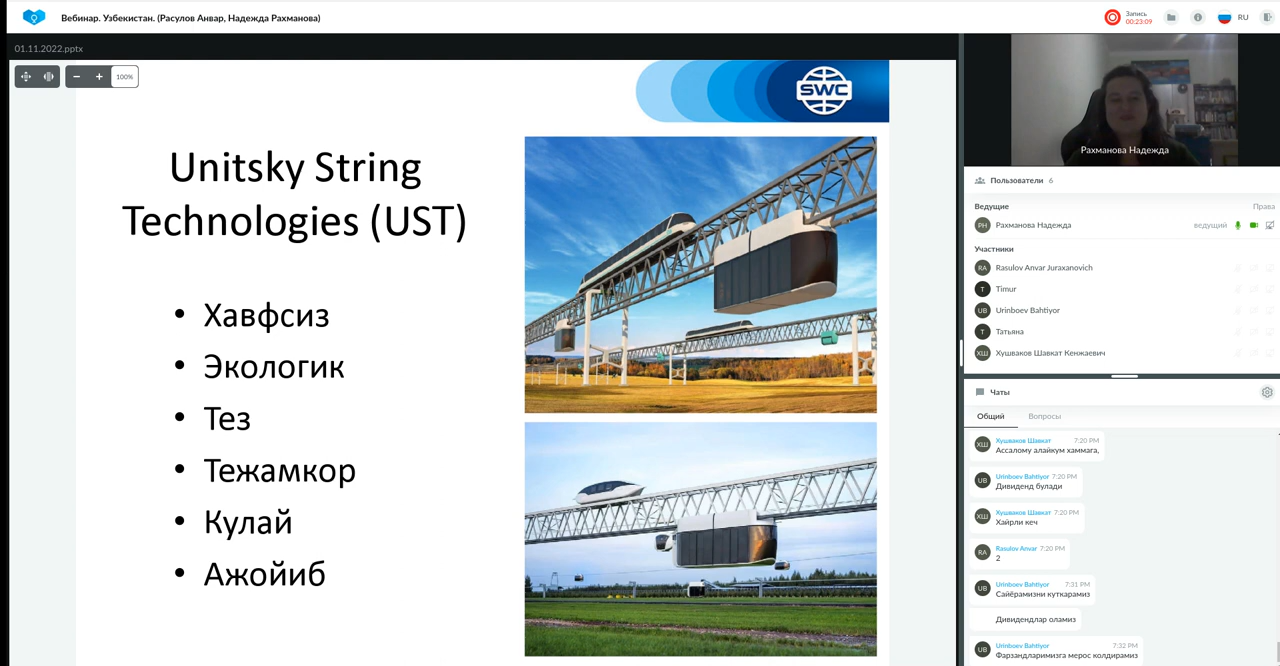 Вебинар. Узбекистан. (Расулов Анвар, Надежда Рахманова)
Запись
00:23:09
RU
01.11.2022.pptx
100%
SWC
Unitsky String
Technologies (UST)
• Хавфсиз
• Экологик
• Тез
• Тежамкор
• Кулай
• Ажойиб
Рахманова Надежда
Пользователи 6
Ведущие Права
РН Рахманова Надежда ведущий
Участники
RA Rasulov Anvar Juraxanovich
T Timur
UB Urinboev Bahtiyor
Т Татьяна
ХШ Хушваков Шавкат Кенжаевич
Чаты
Общий Вопросы
ХШ Хушваков Шавкат 7:20 PM
Ассалому алайкум хаммага,
UB Urinboev Bahtiyor 7:20 PM
Дивиденд булади
ХШ Хушваков Шавкат 7:20 PM
Хайрли кеч
RA Rasulov Anvar 7:20 PM
2
UB Urinboev Bahtiyor 7:31 PM
Сайёрамизни куткарамиз
Дивидендлар оламиз
UB Urinboev Bahtiyor 7:32 PM
Фарзандларимизга мерос колдирамиз